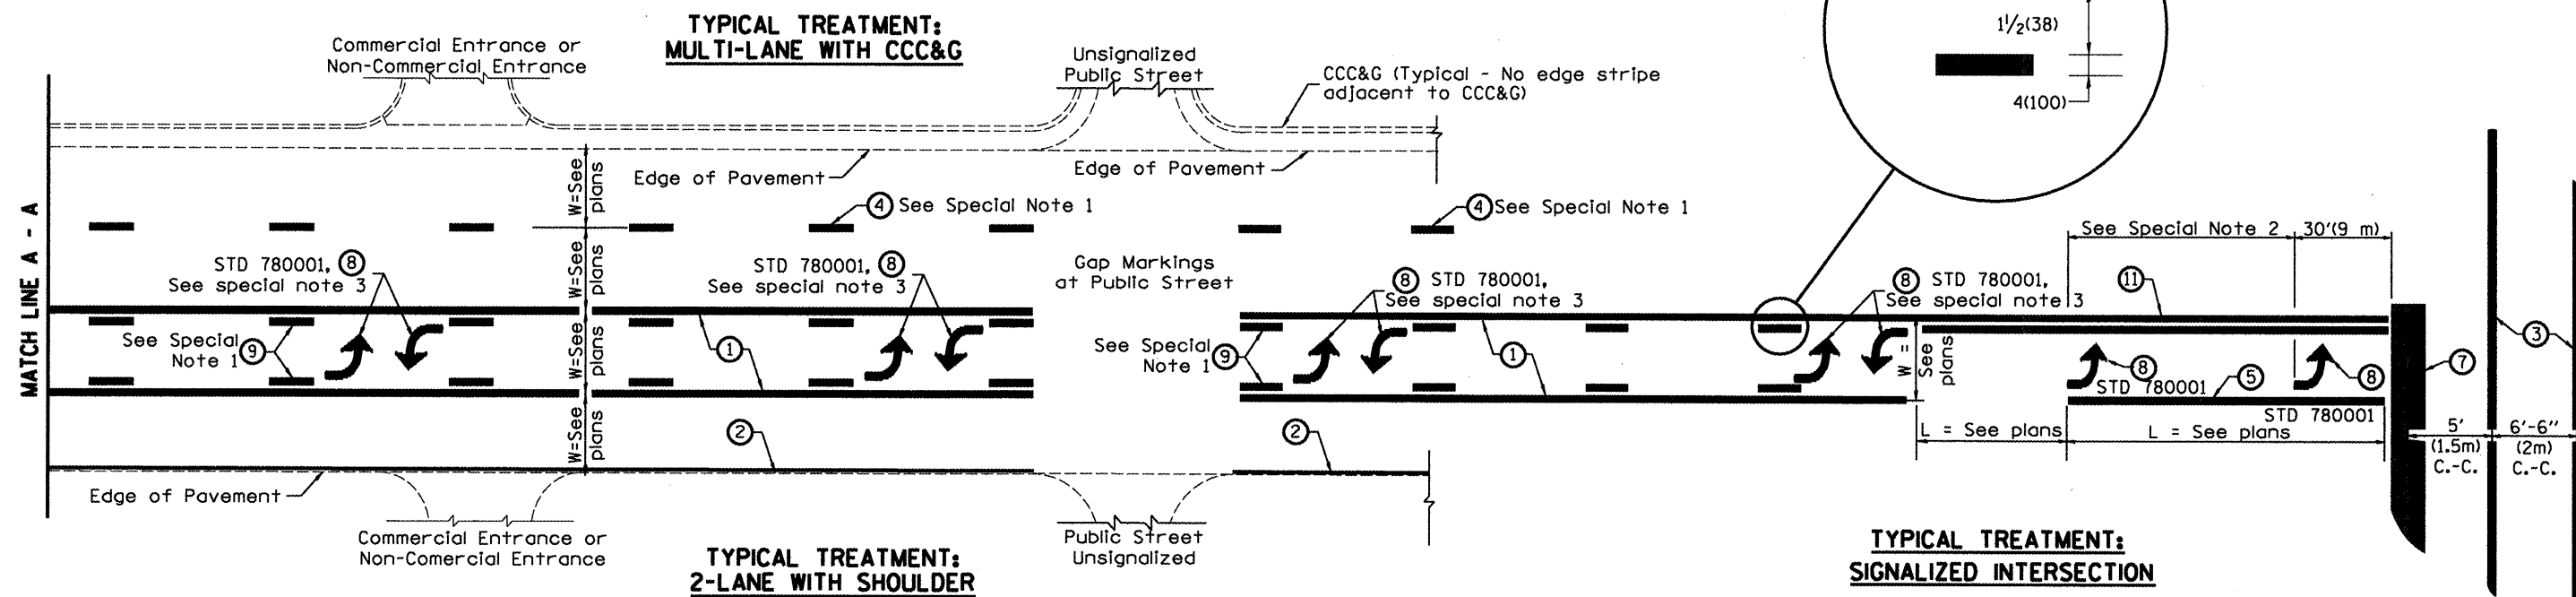 TYPICAL TREATMENT:
MULTI-LANE WITH CCC&G
Commercial Entrance or
Non-Commercial Entrance
Unsignalized
Public Street
CCC&G (Typical - No edge stripe
adjacent to CCC&G)
1½(38)
4(100)
MATCH LINE A - A
W=See
plans
Edge of Pavement
Edge of Pavement
4 See Special Note 1
4 See Special Note 1
See Special Note 2
30'(9 m)
STD 780001, 8
See special note 3
W=See
plans
STD 780001, 8
See special note 3
Gap Markings
at Public Street
8 STD 780001,
See special note 3
8 STD 780001,
See special note 3
11
3
See Special
Note 1
9
W=See
plans
1
See Special
Note 1
9
1
W =
See
plans
8
STD 780001
5
8
7
STD 780001
W=See
plans
2
2
L = See plans
L = See plans
5'
(1.5m)
C.-C.
6'-6"
(2m)
C.-C.
Edge of Pavement
Commercial Entrance or
Non-Comercial Entrance
Public Street
Unsignalized
TYPICAL TREATMENT:
2-LANE WITH SHOULDER
TYPICAL TREATMENT:
SIGNALIZED INTERSECTION